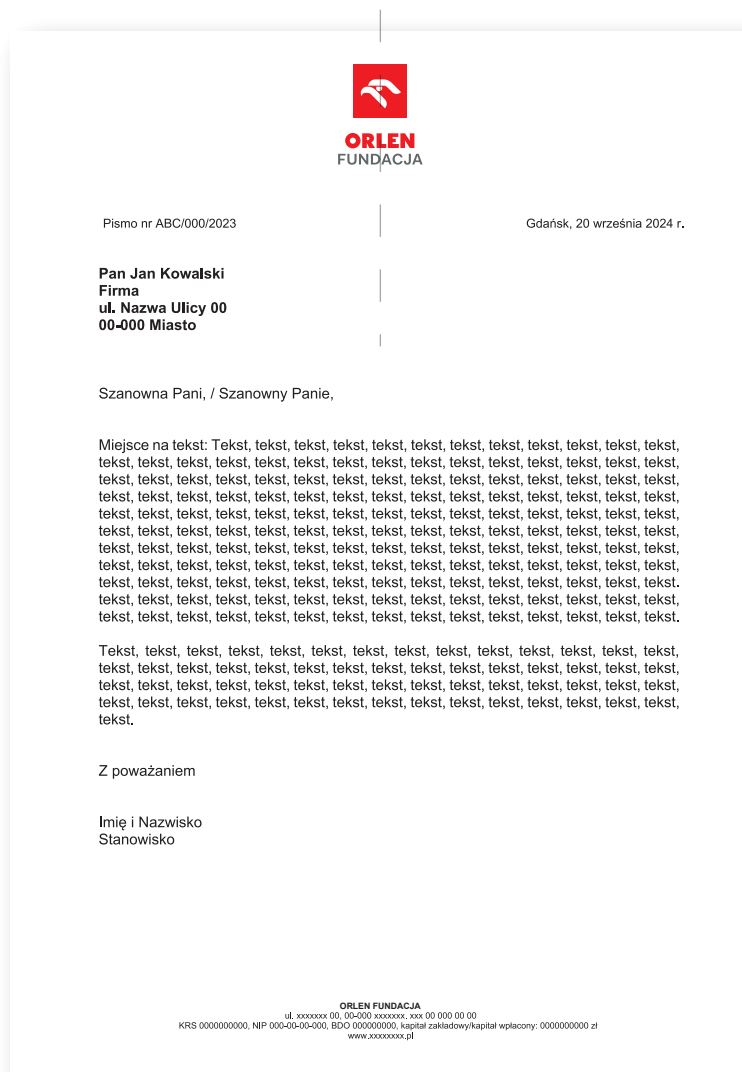 ORLEN
FUNDACJA
Pismo nr ABC/000/2023
Gdańsk, 20 września 2024 r.
Pan Jan Kowalski
Firma
ul. Nazwa Ulicy 00
00-000 Miasto
Szanowna Pani, / Szanowny Panie,
Miejsce na tekst: Tekst, tekst, tekst, tekst, tekst, tekst, tekst, tekst, tekst, tekst, tekst, tekst,
tekst, tekst, tekst, tekst, tekst, tekst, tekst, tekst, tekst, tekst, tekst, tekst, tekst, tekst, tekst,
tekst, tekst, tekst, tekst, tekst, tekst, tekst, tekst, tekst, tekst, tekst, tekst, tekst, tekst, tekst,
tekst, tekst, tekst, tekst, tekst, tekst, tekst, tekst, tekst, tekst, tekst, tekst, tekst, tekst, tekst,
tekst, tekst, tekst, tekst, tekst, tekst, tekst, tekst, tekst, tekst, tekst, tekst, tekst, tekst, tekst,
tekst, tekst, tekst, tekst, tekst, tekst, tekst, tekst, tekst, tekst, tekst, tekst, tekst, tekst, tekst,
tekst, tekst, tekst, tekst, tekst, tekst, tekst, tekst, tekst, tekst, tekst, tekst, tekst, tekst, tekst,
tekst, tekst, tekst, tekst, tekst, tekst, tekst, tekst, tekst, tekst, tekst, tekst, tekst, tekst, tekst,
tekst, tekst, tekst, tekst, tekst, tekst, tekst, tekst, tekst, tekst, tekst, tekst, tekst, tekst, tekst.
tekst, tekst, tekst, tekst, tekst, tekst, tekst, tekst, tekst, tekst, tekst, tekst, tekst, tekst, tekst,
tekst, tekst, tekst, tekst, tekst, tekst, tekst, tekst, tekst, tekst, tekst, tekst, tekst, tekst, tekst.
Tekst, tekst, tekst, tekst, tekst, tekst, tekst, tekst, tekst, tekst, tekst, tekst, tekst, tekst,
tekst, tekst, tekst, tekst, tekst, tekst, tekst, tekst, tekst, tekst, tekst, tekst, tekst, tekst, tekst,
tekst, tekst, tekst, tekst, tekst, tekst, tekst, tekst, tekst, tekst, tekst, tekst, tekst, tekst, tekst,
tekst, tekst, tekst, tekst, tekst, tekst, tekst, tekst, tekst, tekst, tekst, tekst, tekst, tekst, tekst,
tekst.
Z poważaniem
Imię i Nazwisko
Stanowisko
ORLEN FUNDACJA
ul. xxxxxxx 00, 00-000 xxxxxxx. xxx 00 000 00 00
KRS 0000000000, NIP 000-00-00-000, BDO 000000000, kapitał zakładowy/kapitał wpłacony: 0000000000 zł
www.xxxxxxxx.pl